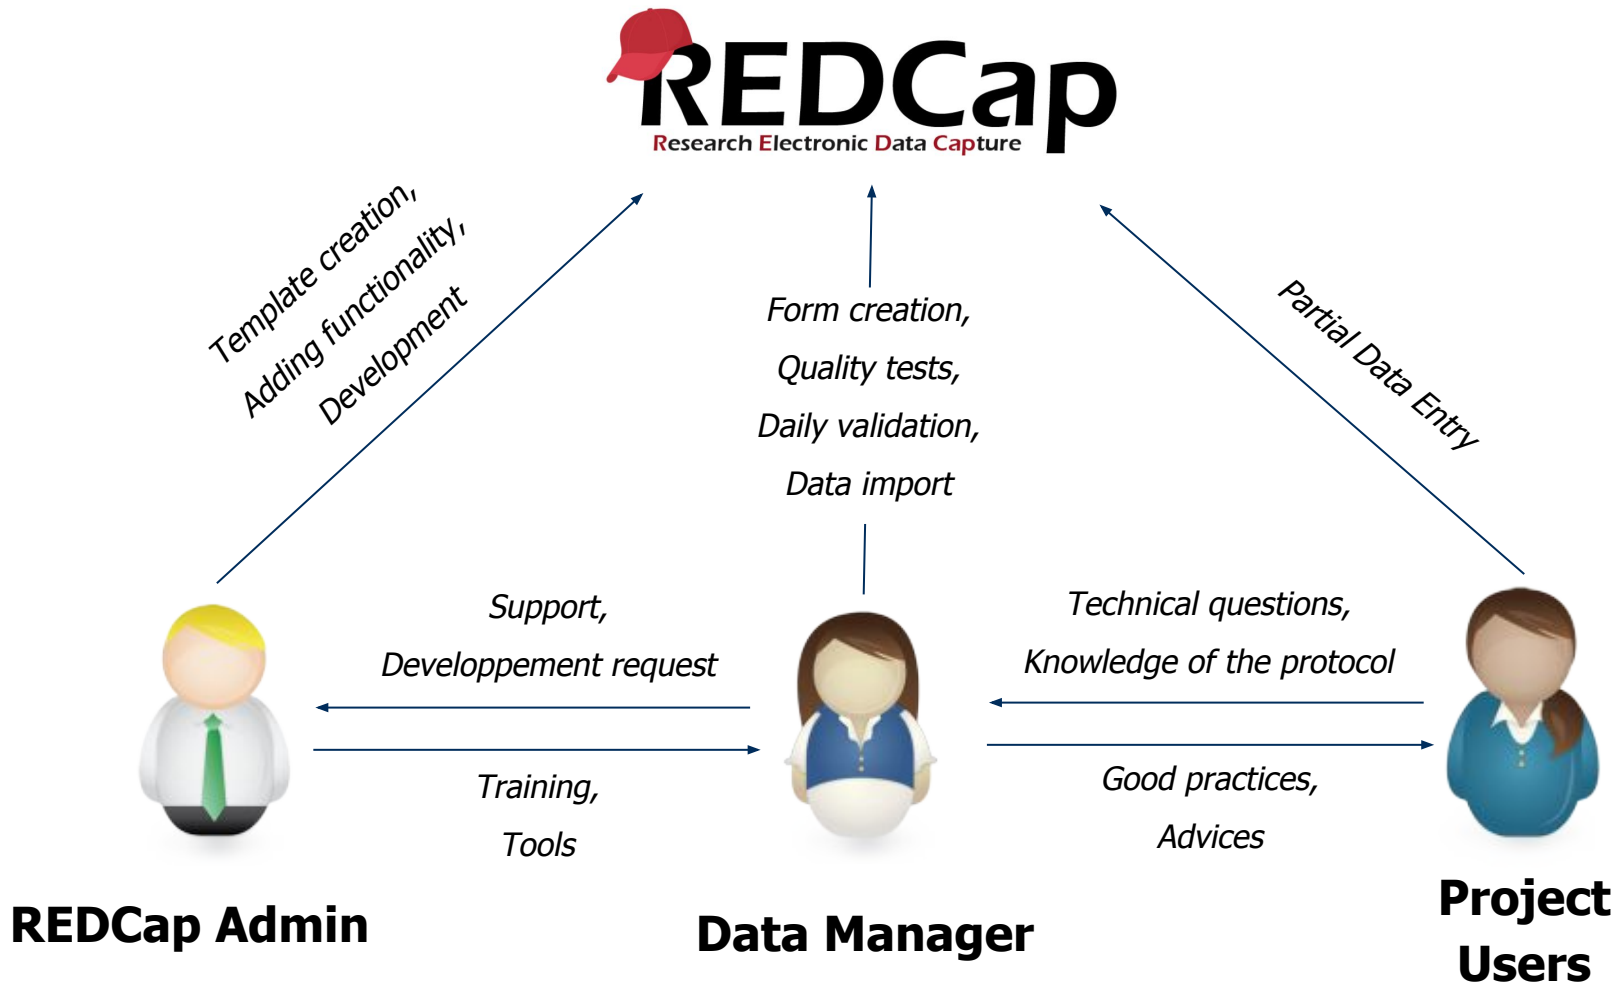 REDCap
Research Electronic Data Capture
Template creation,
Adding functionality,
Development
Form creation,
Quality tests,
Daily validation,
Data import
Partial Data Entry
Support,
Developpement request
Training,
Tools
Technical questions,
Knowledge of the protocol
Good practices,
Advices
REDCap Admin
Data Manager
Project
Users